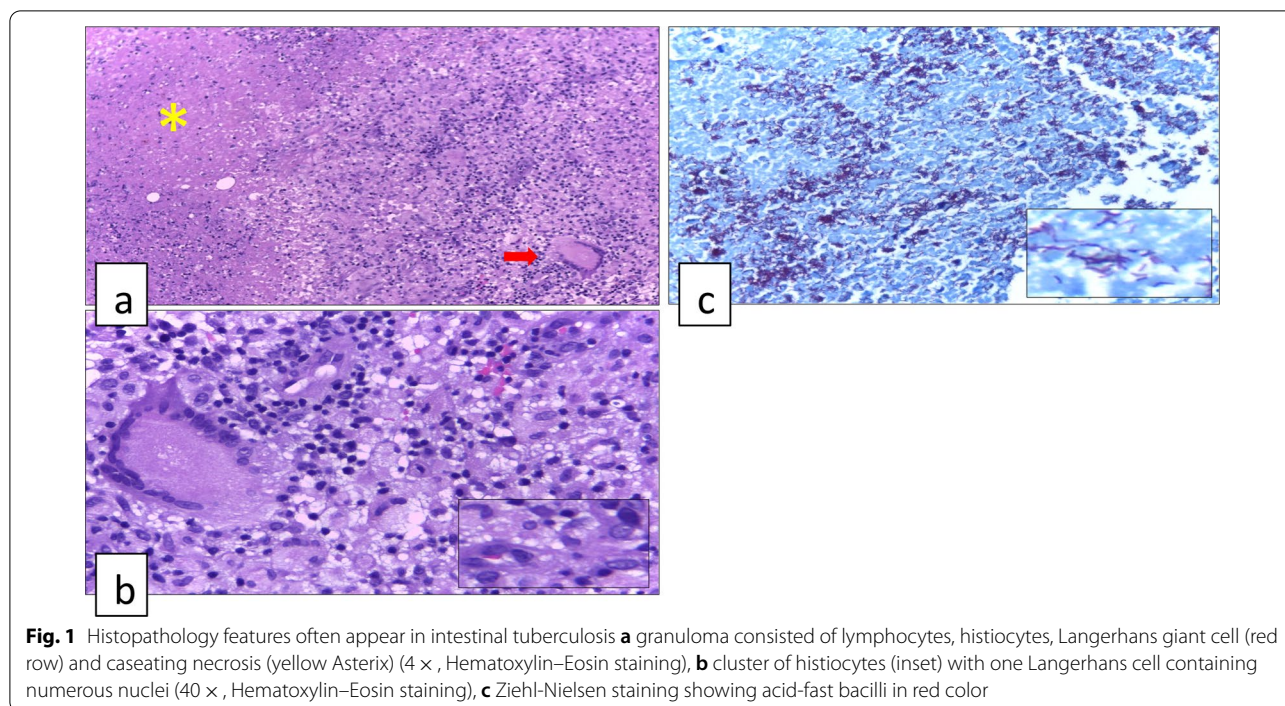 *
a
c
b
Fig. 1 Histopathology features often appear in intestinal tuberculosis a granuloma consisted of lymphocytes, histiocytes, Langerhans giant cell (red
row) and caseating necrosis (yellow Asterix) (4 ×, Hematoxylin–Eosin staining), b cluster of histiocytes (inset) with one Langerhans cell containing
numerous nuclei (40 ×, Hematoxylin–Eosin staining), c Ziehl-Nielsen staining showing acid-fast bacilli in red color